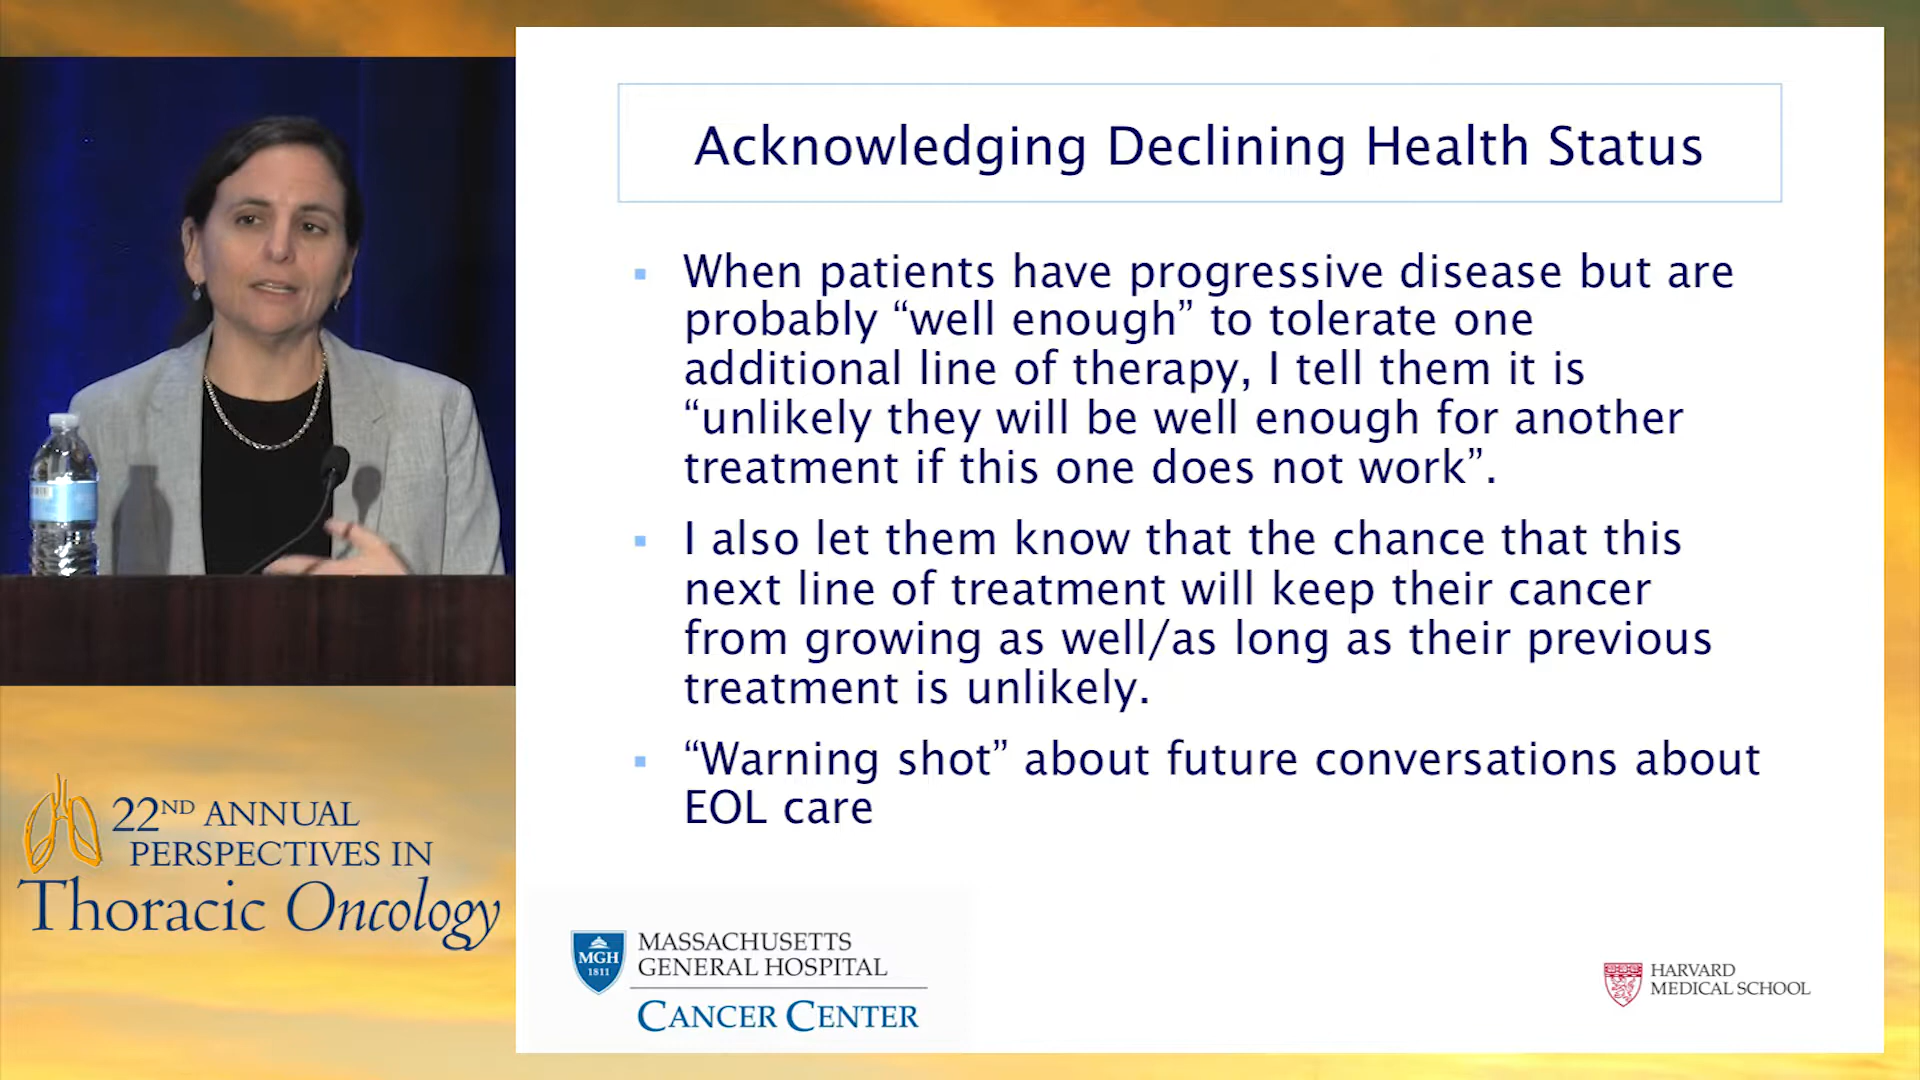 Acknowledging Declining Health Status
▪ When patients have progressive disease but are
probably “well enough” to tolerate one
additional line of therapy, I tell them it is
“unlikely they will be well enough for another
treatment if this one does not work”.
▪ I also let them know that the chance that this
next line of treatment will keep their cancer
from growing as well/as long as their previous
treatment is unlikely.
▪ “Warning shot” about future conversations about
EOL care
22ND ANNUAL
PERSPECTIVES IN
Thoracic Oncology
MGH
1811
MASSACHUSETTS
GENERAL HOSPITAL
CANCER CENTER
HARVARD
MEDICAL SCHOOL